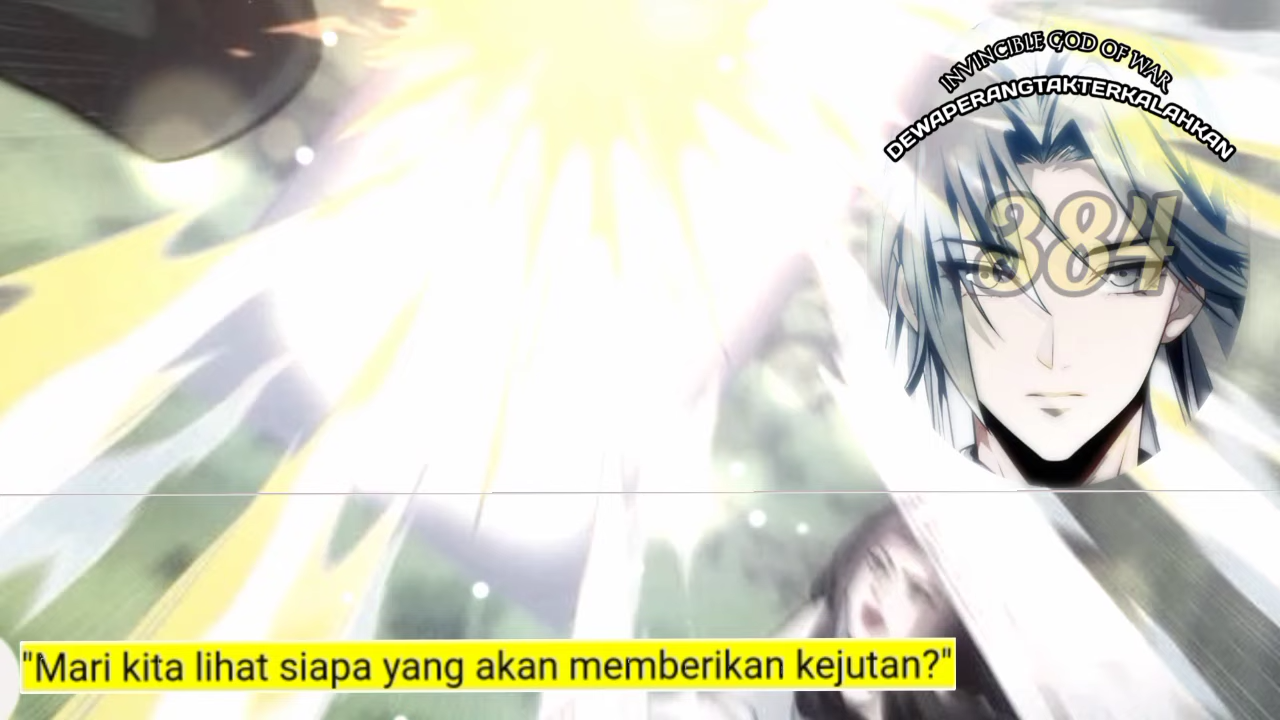 INVINCIBLE GOD OF WAR
DEWAPERANGTAKTERKALAHKAN
384
"Mari kita lihat siapa yang akan memberikan kejutan?"